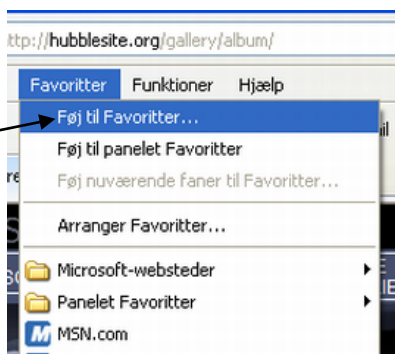 ttp://hubblesite.org/gallery/album/
Favoritter Funktioner Hjælp
Føj til Favoritter...
Føj til panelet Favoritter
Føj nuværende faner til Favoritter...
Arranger Favoritter...
Microsoft-websteder
Panelet Favoritter
MSN.com